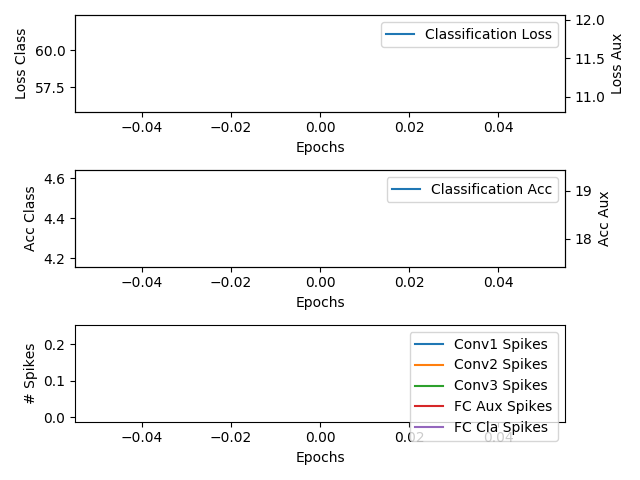 Classification Loss
Loss Class
60.0
57.5
12.0
11.5
11.0
Loss Aux
−0.04 −0.02 0.00 0.02 0.04
Epochs
Classification Acc
Acc Class
4.6
4.4
4.2
19
18
Acc Aux
−0.04 −0.02 0.00 0.02 0.04
Epochs
# Spikes
0.2
0.1
0.0
Conv1 Spikes
Conv2 Spikes
Conv3 Spikes
FC Aux Spikes
FC Cla Spikes
−0.04 −0.02 0.00 0.02 0.04
Epochs